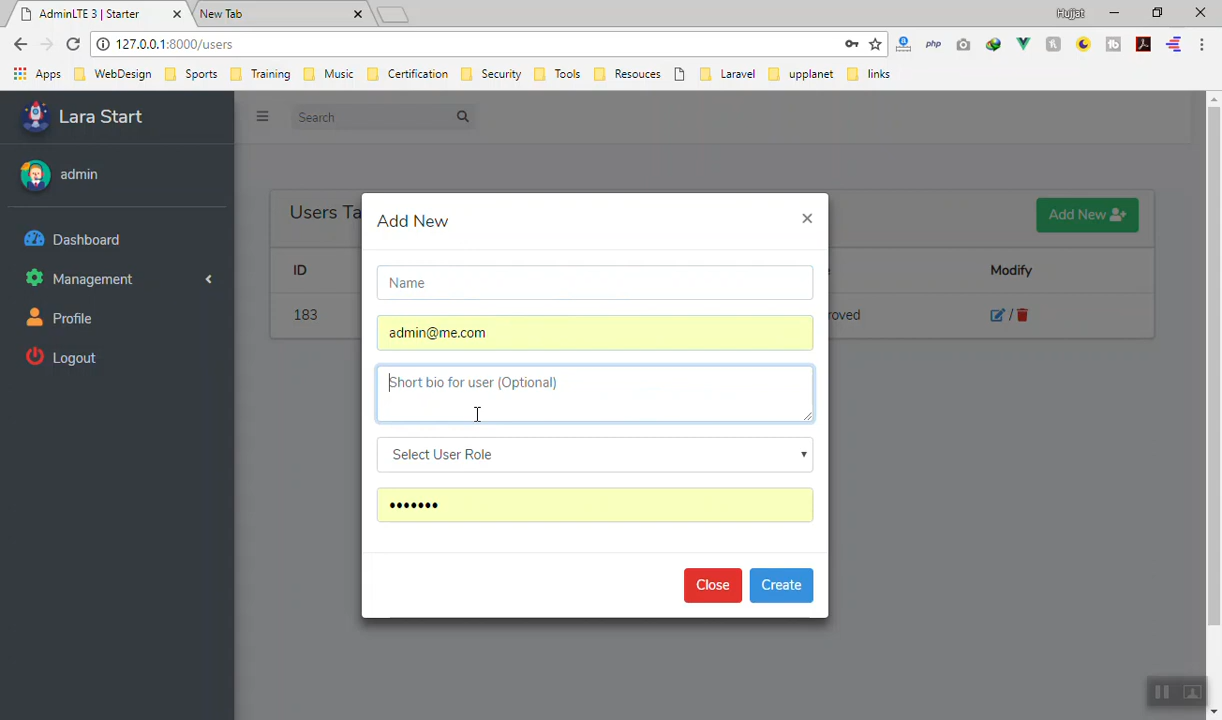 AdminLTE 3 | Starter
New Tab
Hujjat
127.0.0.1:8000/users
php
Apps WebDesign Sports Training Music Certification Security Tools Resouces Laravel upplanet links
Lara Start
Search
admin
Users Ta
Add New
Dashboard
Management
Profile
Logout
ID
Modify
183
roved
/
Add New
×
Name
admin@me.com
Short bio for user (Optional)
Select User Role
•••••••
Close
Create